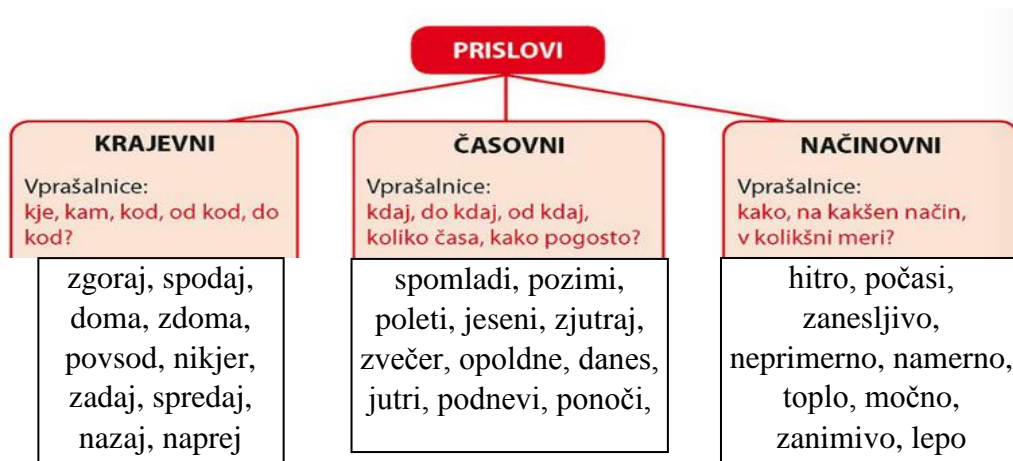 PRISLOVI
KRAJEVNI
Vprašalnice:
kje, kam, kod, od kod, do
kod?
zgoraj, spodaj,
doma, zdoma,
povsod, nikjer,
zadaj, spredaj,
nazaj, naprej
ČASOVNI
Vprašalnice:
kdaj, do kdaj, od kdaj,
koliko časa, kako pogosto?
spomladi, pozimi,
poleti, jeseni, zjutraj,
zvečer, opoldne, danes,
jutri, podnevi, ponoči,
NAČINOVNI
Vprašalnice:
kako, na kakšen način,
v kolikšni meri?
hitro, počasi,
zanesljivo,
neprimerno, namerno,
toplo, močno,
zanimivo, lepo